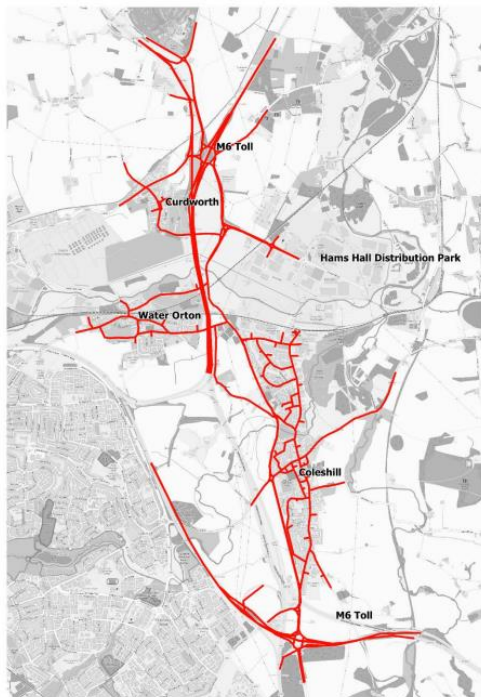 M6 Toll
Curdworth
Hams Hall Distribution Park
Water Orton
Coleshill
M6 Toll